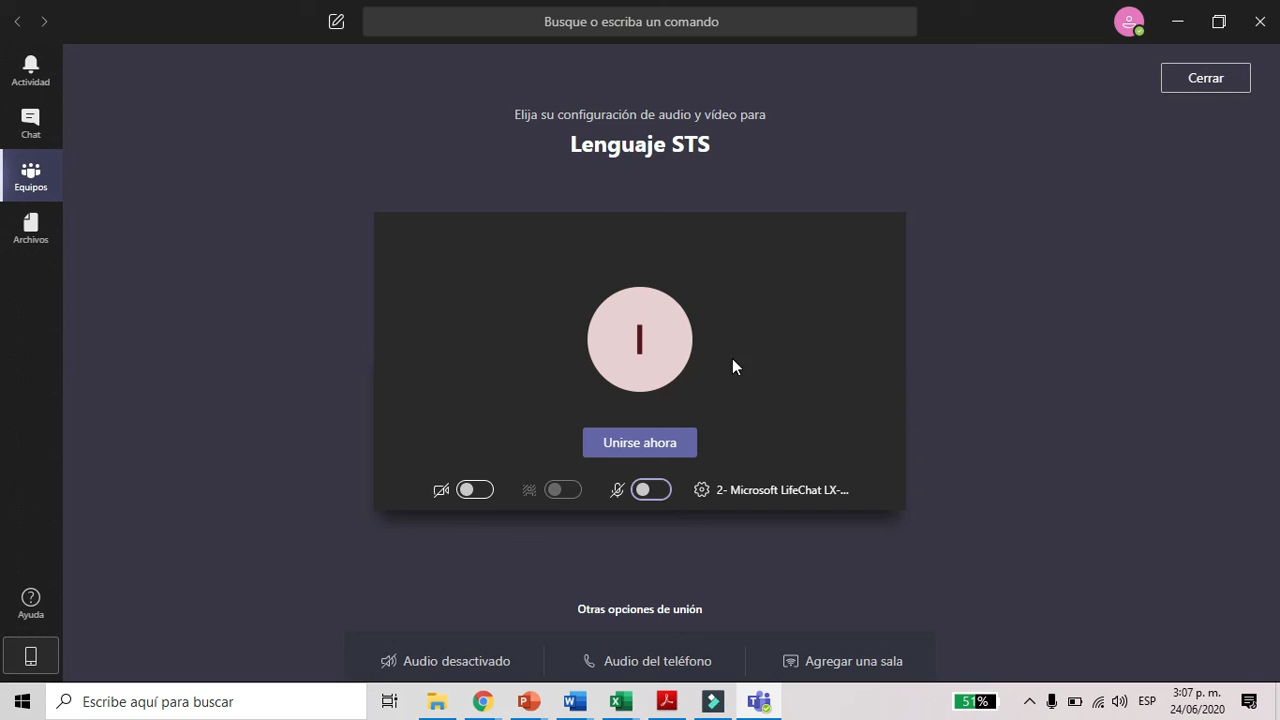 Busque o escriba un comando
Actividad
Chat
Equipos
Archivos
Cerrar
Elija su configuración de audio y vídeo para
Lenguaje STS
I
Unirse ahora
2- Microsoft LifeChat LX-...
Otras opciones de unión
Audio desactivado
Audio del teléfono
Agregar una sala
Ayuda
Escribe aquí para buscar
51%
ESP
3:07 p. m.
24/06/2020